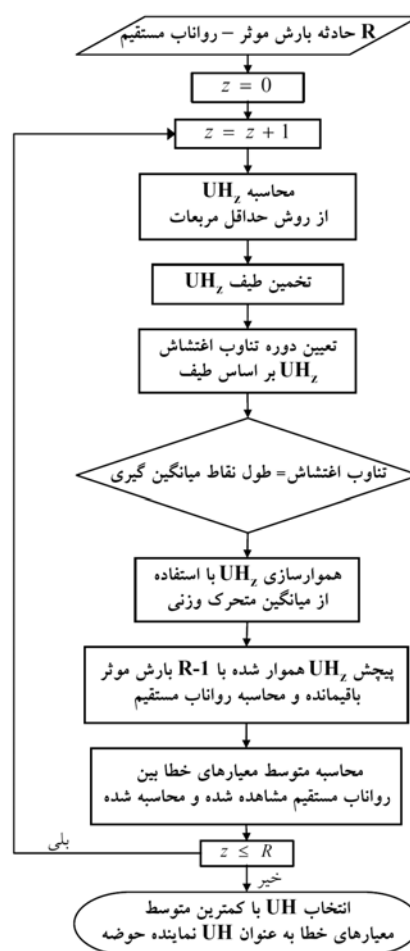 R حادثه بارش موثر – رواناب مستقیم
z = 0
z = z + 1
محاسبه UHz
از روش حداقل مربعات
تخمین طیف UHz
تعیین دوره تناوب اغتشاش
UHz بر اساس طیف
تناوب اغتشاش= طول نقاط میانگین گیری
هموارسازی UHz با استفاده
از میانگین متحرک وزنی
پیچش UHz هموار شده با R-1 بارش موثر
باقیمانده و محاسبه رواناب مستقیم
محاسبه متوسط معیارهای خطا بین
رواناب مستقیم مشاهده شده و محاسبه شده
z ≤ R
بلی
خیر
انتخاب UH با کمترین متوسط
معیارهای خطا به عنوان UH نماینده حوضه